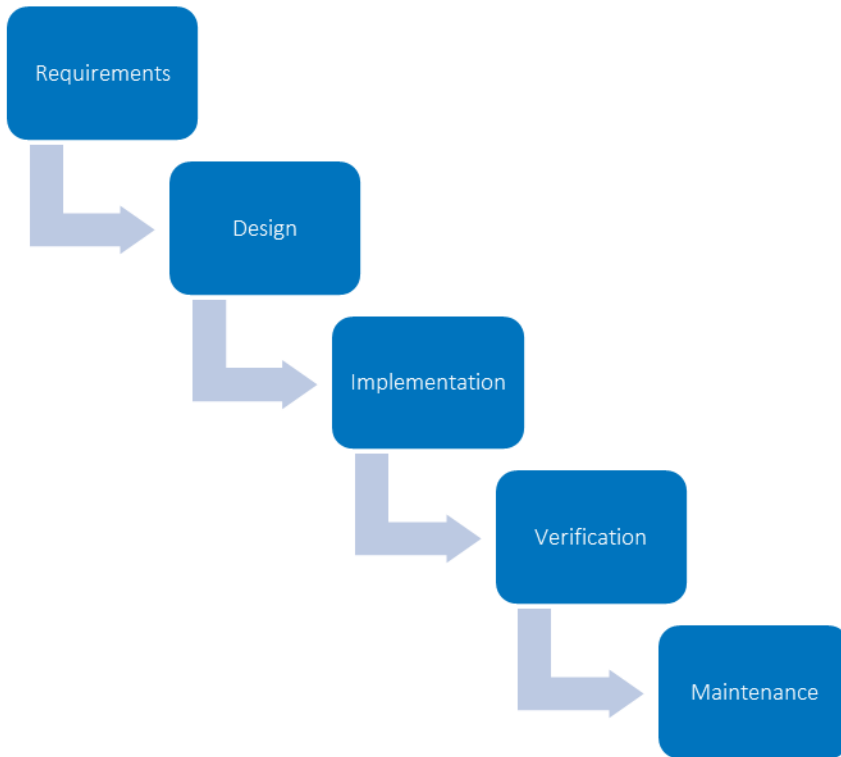 Requirements
Design
Implementation
Verification
Maintenance